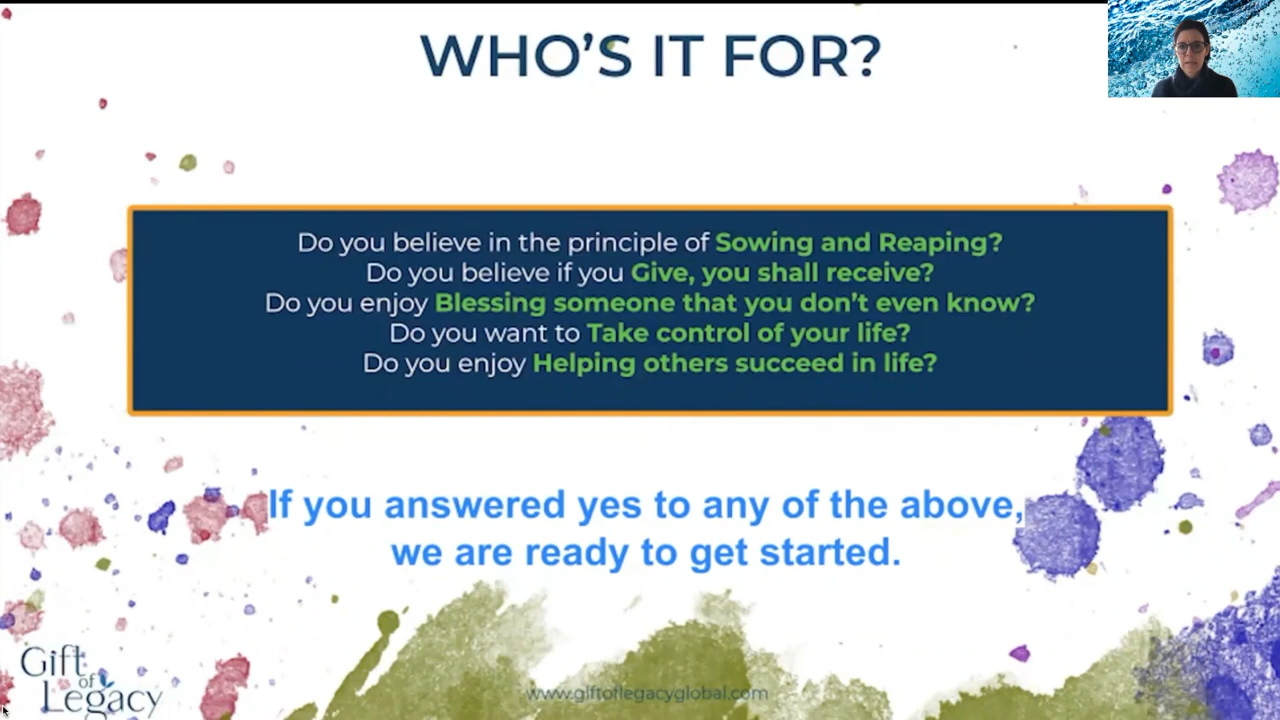 WHO'S IT FOR?
Do you believe in the principle of Sowing and Reaping?
Do you believe if you Give, you shall receive?
Do you enjoy Blessing someone that you don't even know?
Do you want to Take control of your life?
Do you enjoy Helping others succeed in life?
If you answered yes to any of the above,
we are ready to get started.
Gift
of
Legacy
www.giftoflegacyglobal.com